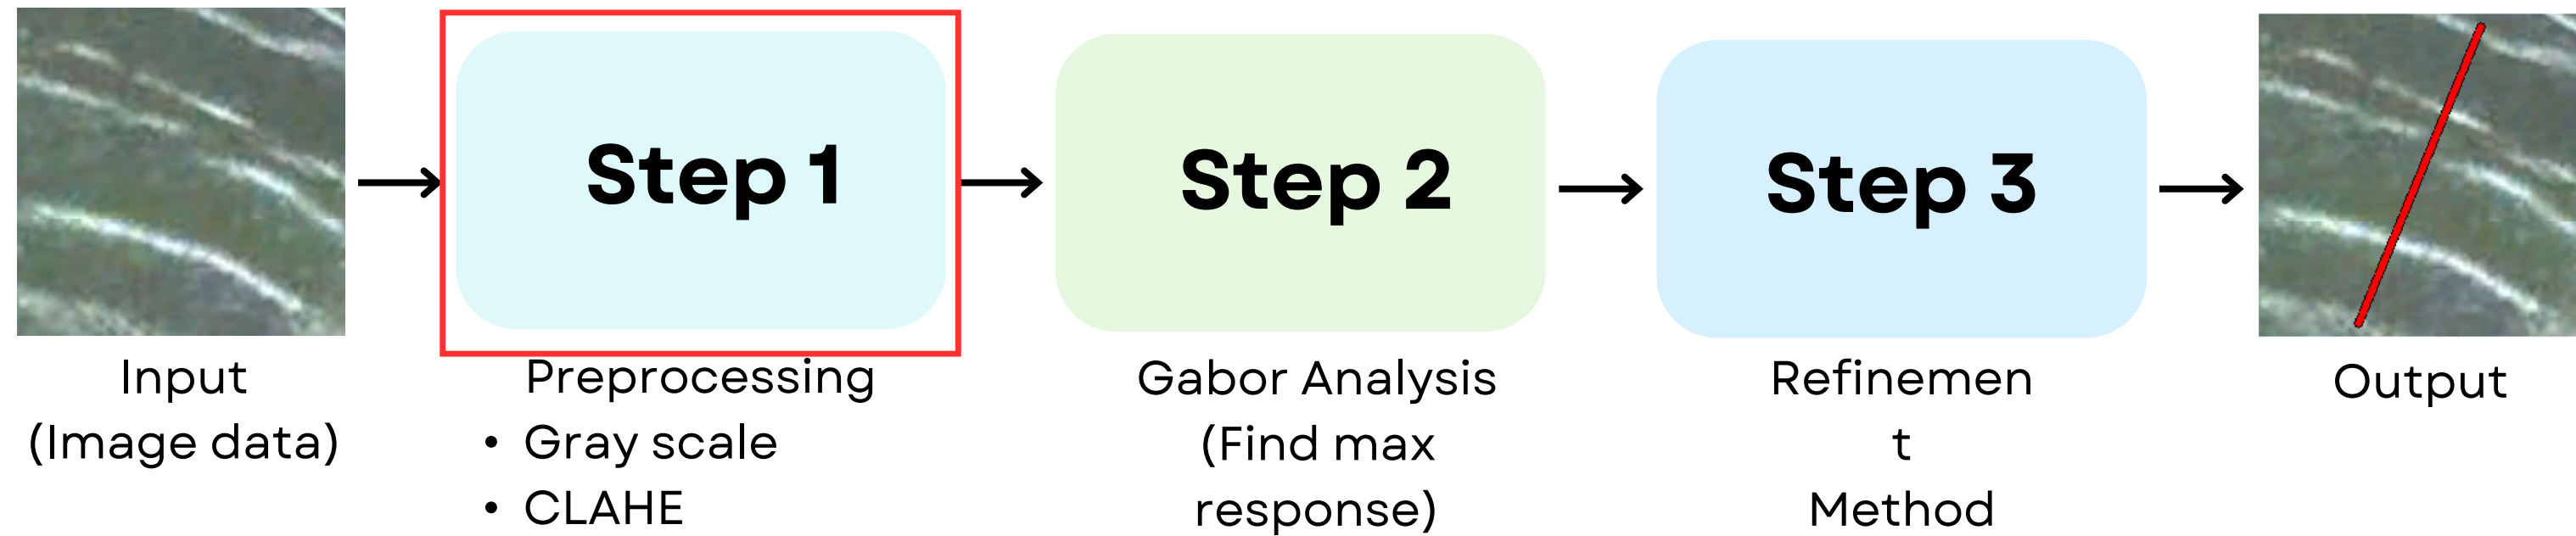 Step 1
Step 2
Step 3
Input
(Image data)
Preprocessing
• Gray scale
• CLAHE
Gabor Analysis
(Find max
response)
Refinemen
t
Method
Output